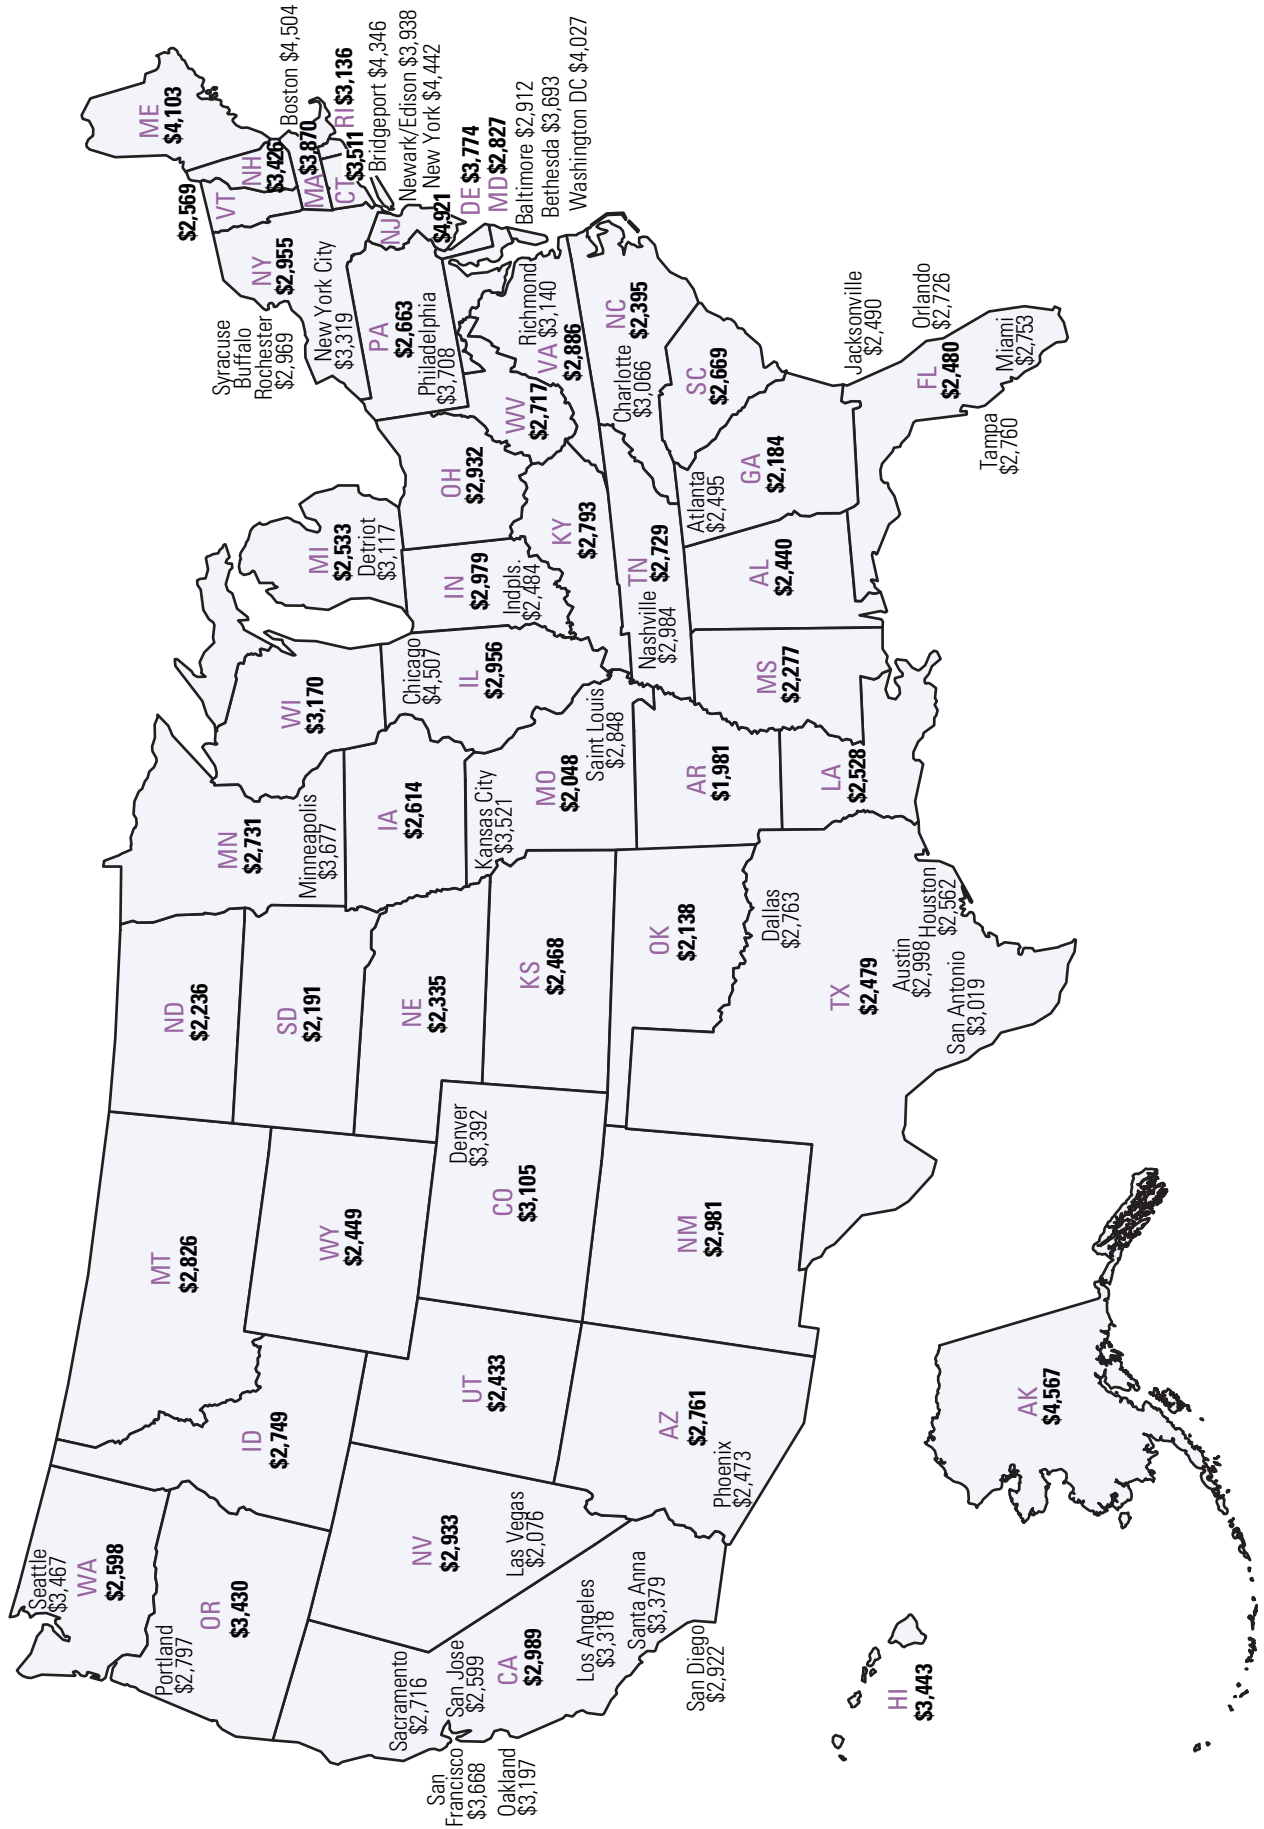 Seattle
$3,467
WA
$2,598
Portland
$2,797
OR
$3,430
Sacramento
$2,716
San
Francisco
$3,668
San Jose
$2,599
Oakland
$3,197
CA
$2,989
Los Angeles
$3,318
Santa Anna
$3,379
San Diego
$2,922
NV
$2,933
Las Vegas
$2,076
ID
$2,749
MT
$2,826
WY
$2,449
UT
$2,433
AZ
$2,761
Phoenix
$2,473
Denver
$3,392
CO
$3,105
NM
$2,981
ND
$2,236
SD
$2,191
NE
$2,335
KS
$2,468
OK
$2,138
Dallas
$2,763
TX
$2,479
Austin
$2,998
Houston
$2,562
San Antonio
$3,019
MN
$2,731
Minneapolis
$3,677
IA
$2,614
Kansas City
$3,521
MO
$2,048
Saint Louis
$2,848
AR
$1,981
LA
$2,528
WI
$3,170
Chicago
$4,507
IL
$2,956
MI
$2,533
Detriot
$3,117
IN
$2,979
Indpls.
$2,484
OH
$2,932
KY
$2,793
TN
$2,729
Nashville
$2,984
MS
$2,277
AL
$2,440
Atlanta
$2,495
GA
$2,184
Jacksonville
$2,490
Orlando
$2,726
FL
$2,480
Miami
$2,753
Tampa
$2,760
SC
$2,669
NC
$2,395
Charlotte
$3,066
Richmond
$3,140
VA
$2,886
WV
$2,717
PA
$2,663
Philadelphia
$3,708
Syracuse
Buffalo
Rochester
$2,969
NY
$2,955
New York City
$3,319
VT
$2,569
NH
$3,426
ME
$4,103
Boston $4,504
MA
$3,870
RI $3,136
CT
$3,511
Bridgeport $4,346
Newark/Edison $3,938
New York $4,442
NJ
$4,921
DE $3,774
MD $2,827
Baltimore $2,912
Bethesda $3,693
Washington DC $4,027
HI
$3,443
AK
$4,567